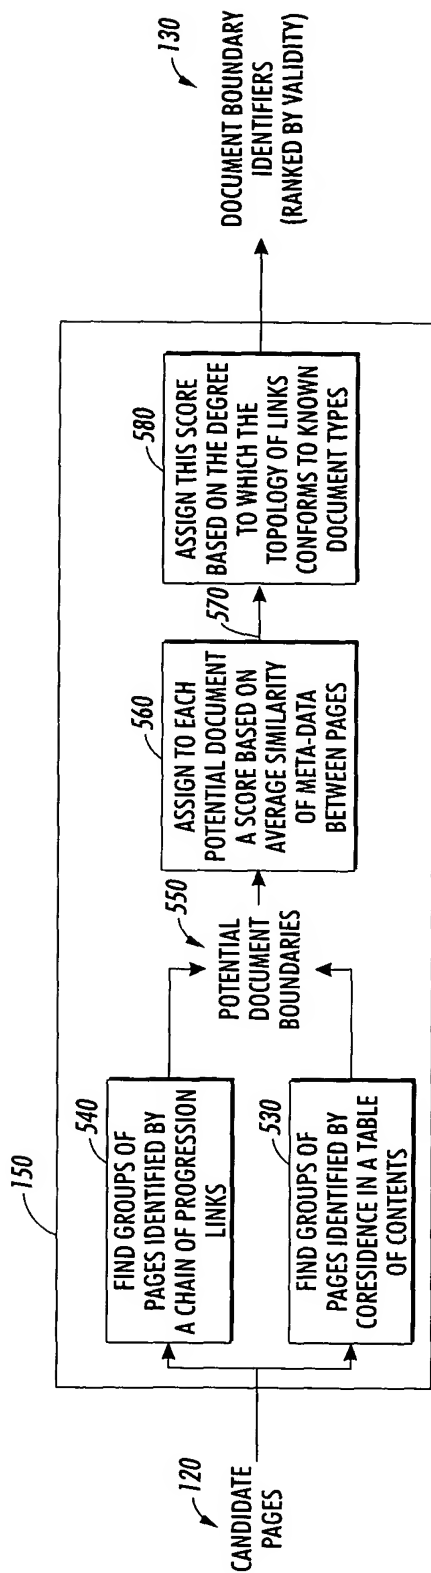 120
CANDIDATE
PAGES
150
540
FIND GROUPS OF
PAGES IDENTIFIED BY
A CHAIN OF PROGRESSION
LINKS
530
FIND GROUPS OF
PAGES IDENTIFIED BY
CORESIDENCE IN A TABLE
OF CONTENTS
550
POTENTIAL
DOCUMENT
BOUNDARIES
560
ASSIGN TO EACH
POTENTIAL DOCUMENT
A SCORE BASED ON
AVERAGE SIMILARITY
OF META-DATA
BETWEEN PAGES
570
580
ASSIGN THIS SCORE
BASED ON THE DEGREE
TO WHICH THE
TOPOLOGY OF LINKS
CONFORMS TO KNOWN
DOCUMENT TYPES
130
DOCUMENT BOUNDARY
IDENTIFIERS
(RANKED BY VALIDITY)